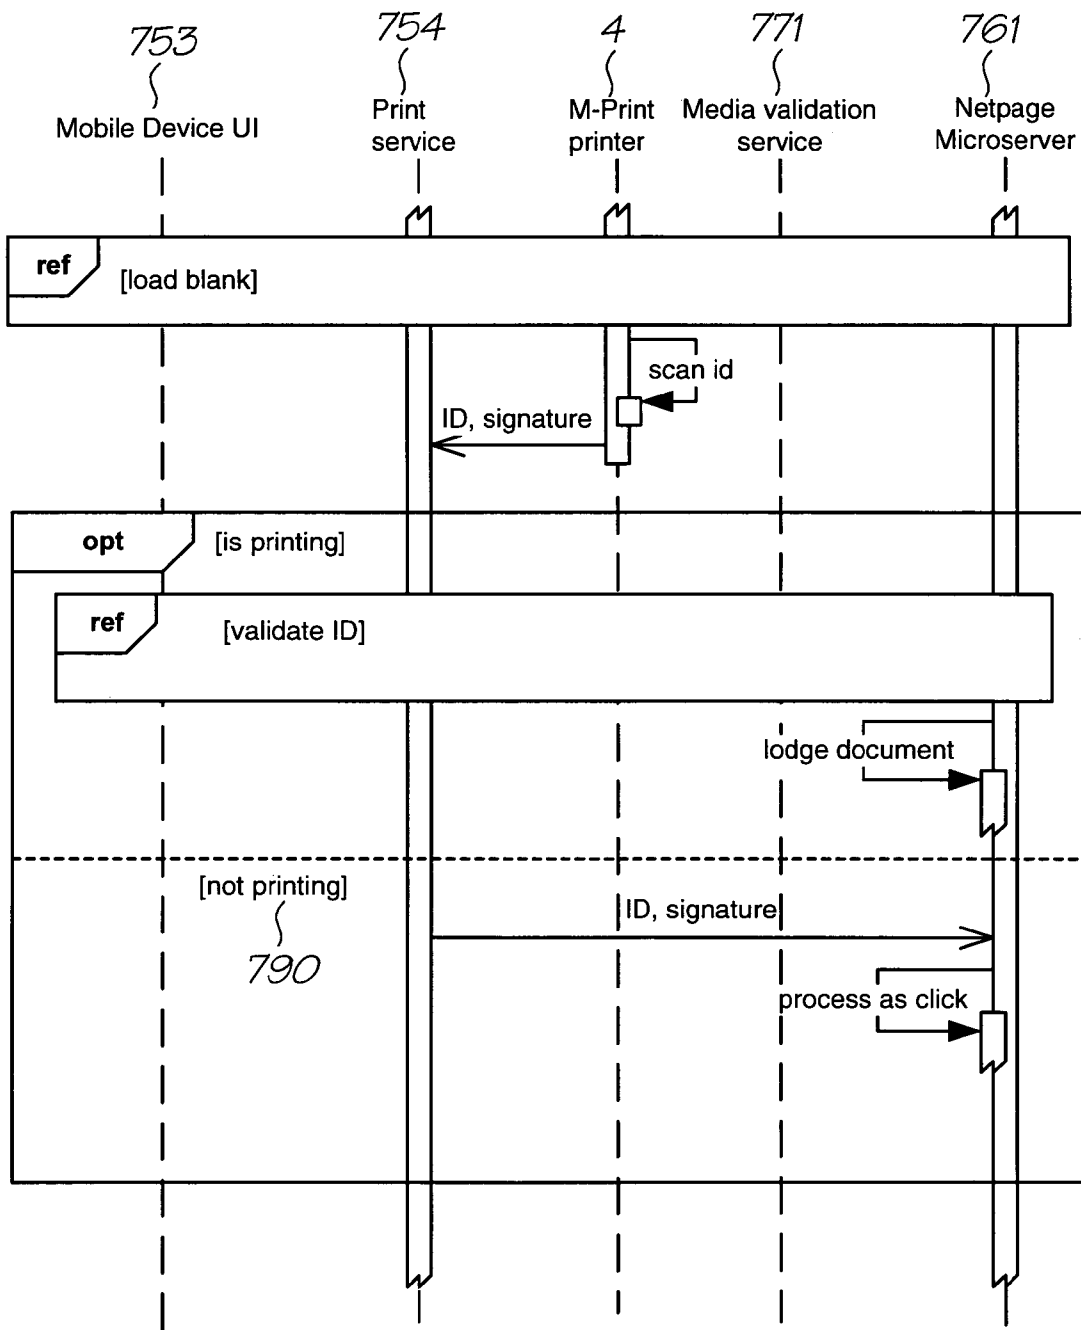 753
754
4
771
761
Mobile Device UI
Print
service
M-Print
printer
Media validation
service
Netpage
Microserver
ref
[load blank]
scan id
ID, signature
opt
[is printing]
ref
[validate ID]
lodge document
[not printing]
790
ID, signature
process as click